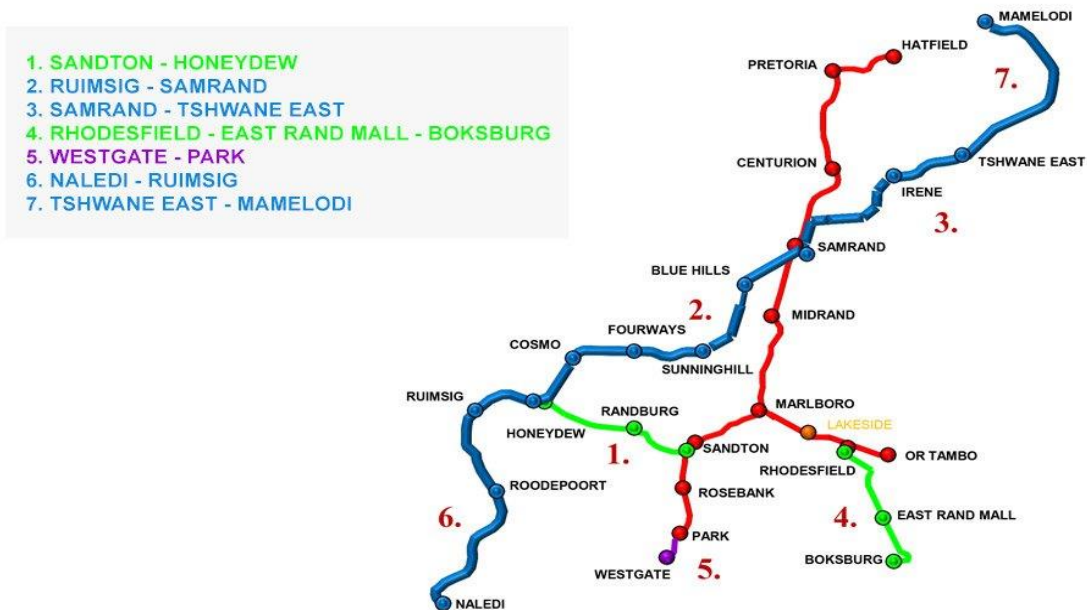 1. SANDTON - HONEYDEW
2. RUIMSIG - SAMRAND
3. SAMRAND - TSHWANE EAST
4. RHODESFIELD - EAST RAND MALL - BOKSBURG
5. WESTGATE - PARK
6. NALEDI - RUIMSIG
7. TSHWANE EAST - MAMELODI
MAMELODI
HATFIELD
PRETORIA
7.
CENTURION
TSHWANE EAST
IRENE
3.
SAMRAND
BLUE HILLS
2.
MIDRAND
FOURWAYS
COSMO
SUNNINGHILL
RUIMSIG
MARLBORO
RANDBURG
LAKESIDE
HONEYDEW
SANDTON
1.
OR TAMBO
RHODESFIELD
ROODEPOORT
ROSEBANK
6.
4.
EAST RAND MALL
PARK
BOKSBURG
WESTGATE
5.
NALEDI